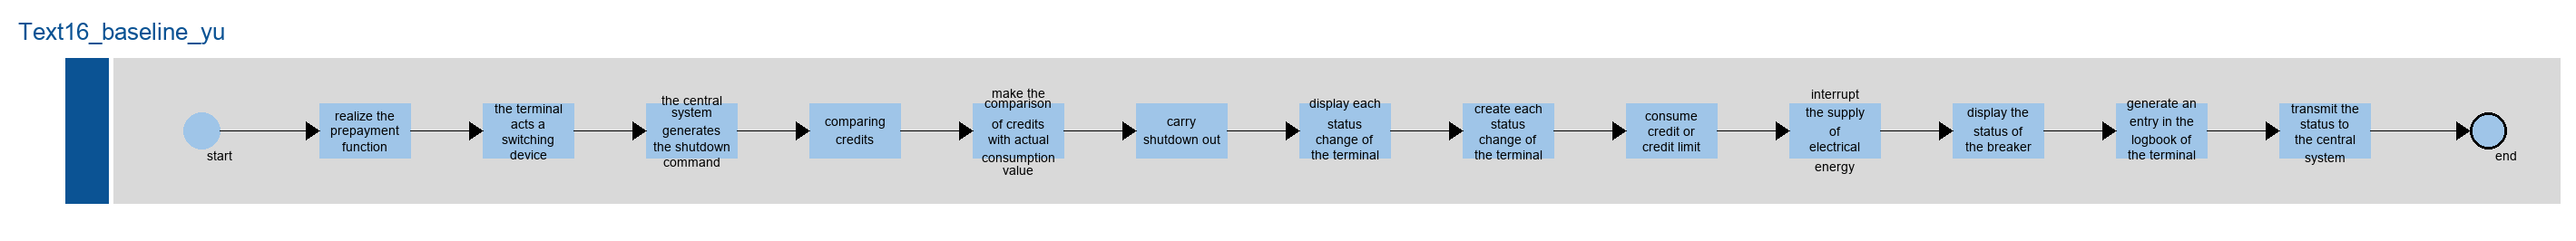 Text16_baseline_yu
start
realize the
prepayment
function
the terminal
acts a
switching
device
the central
system
generates
the shutdown
command
comparing
credits
make the
comparison
of credits
with actual
consumption
value
carry
shutdown out
display each
status
change of
the terminal
create each
status
change of
the terminal
consume
credit or
credit limit
interrupt
the supply
of
electrical
energy
display the
status of
the breaker
generate an
entry in the
logbook of
the terminal
transmit the
status to
the central
system
end